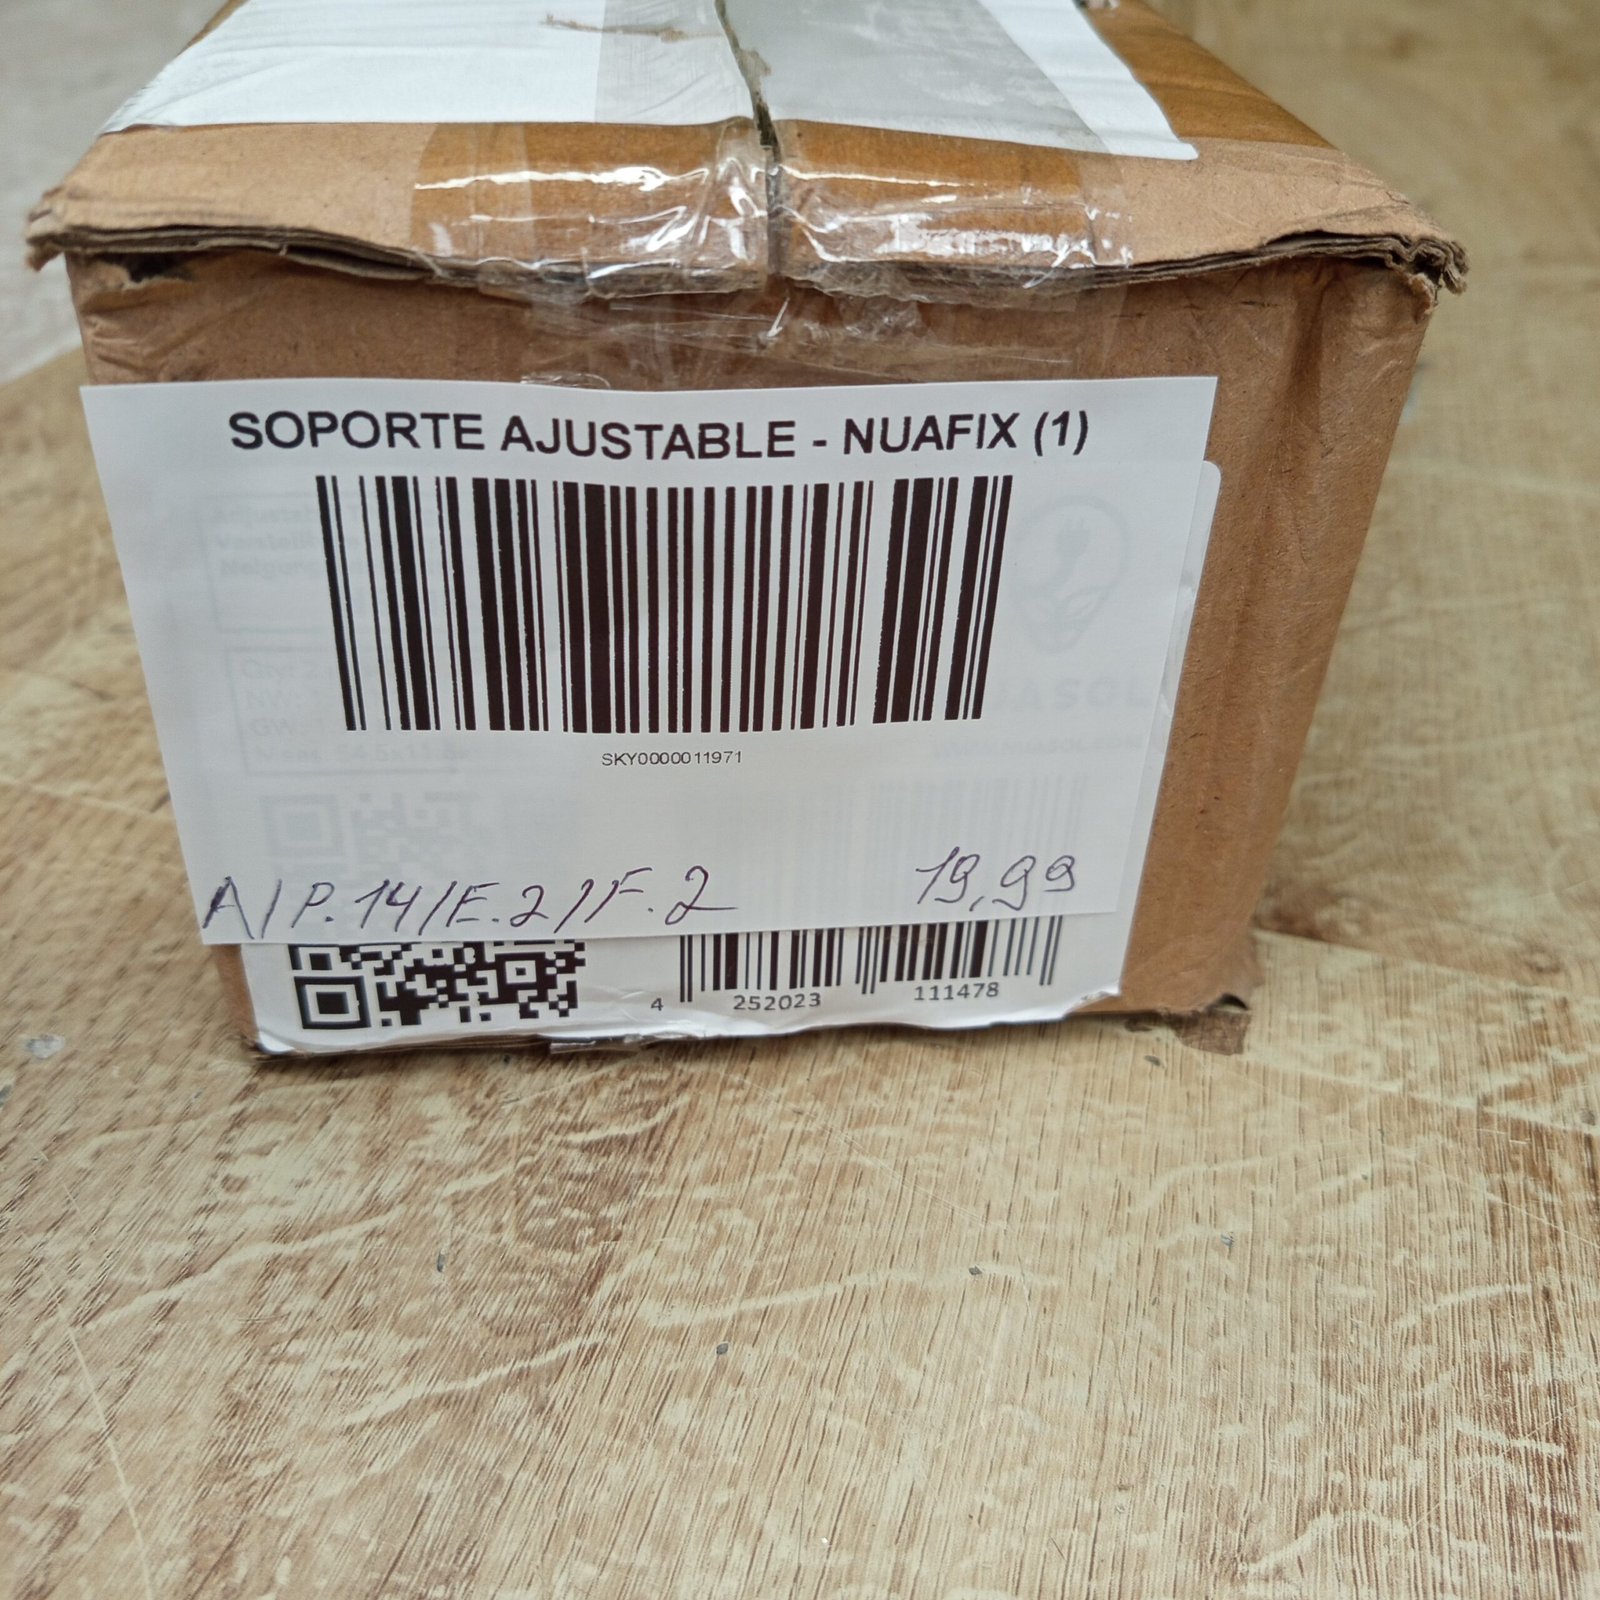 SOPORTE AJUSTABLE - NUAFIX (1)
SKY0000011971
A/P.14/E.2/F.2 19,99
4 252023 111478